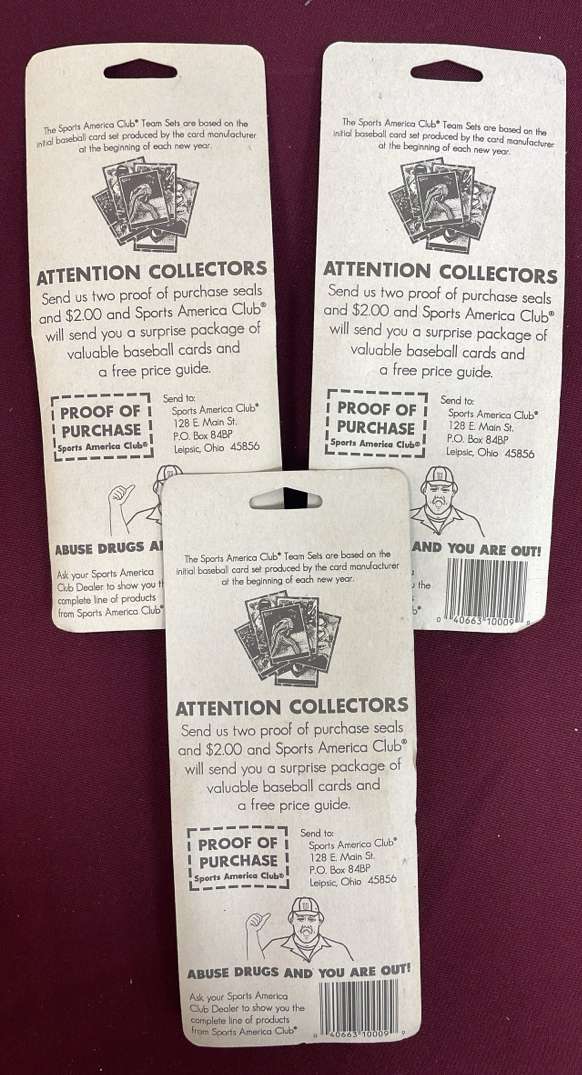 The Sports America Club® Team Sets are based on the
initial baseball card set produced by the card manufacturer
at the beginning of each new year.
ATTENTION COLLECTORS
Send us two proof of purchase seals
and $2.00 and Sports America Club®
will send you a surprise package of
valuable baseball cards and
a free price guide.
PROOF OF
PURCHASE
Sports America Club®
Send to:
Sports America Club®
128 E. Main St.
P.O. Box 84BP
Leipsic, Ohio 45856
ABUSE DRUGS A
Ask your Sports America
Club Dealer to show you t
complete line of products
from Sports America Club®
The Sports America Club® Team Sets are based on the
initial baseball card set produced by the card manufacturer
at the beginning of each new year.
ATTENTION COLLECTORS
Send us two proof of purchase seals
and $2.00 and Sports America Club®
will send you a surprise package of
valuable baseball cards and
a free price guide.
PROOF OF
PURCHASE
Sports America Club®
Send to:
Sports America Club®
128 E. Main St.
P.O. Box 84BP
Leipsic, Ohio 45856
AND YOU ARE OUT!
the
0 40663 10009 9
The Sports America Club® Team Sets are based on the
initial baseball card set produced by the card manufacturer
at the beginning of each new year.
ATTENTION COLLECTORS
Send us two proof of purchase seals
and $2.00 and Sports America Club®
will send you a surprise package of
valuable baseball cards and
a free price guide.
PROOF OF
PURCHASE
Sports America Club®
Send to:
Sports America Club®
128 E. Main St.
P.O. Box 84BP
Leipsic, Ohio 45856
ABUSE DRUGS AND YOU ARE OUT!
Ask your Sports America
Club Dealer to show you the
complete line of products
from Sports America Club®
0 40663 10009 9